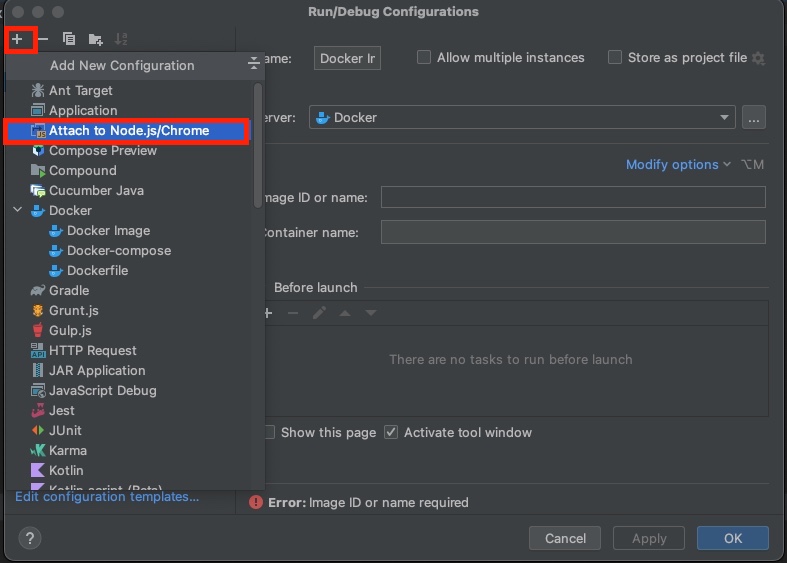 Run/Debug Configurations
Add New Configuration
Ant Target
Application
Attach to Node.js/Chrome
Compose Preview
Compound
Cucumber Java
Docker
Docker Image
Docker-compose
Dockerfile
Gradle
Grunt.js
Gulp.js
HTTP Request
JAR Application
JavaScript Debug
Jest
JUnit
Karma
Kotlin
Kotlin script (Beta)
Edit configuration templates...
ame: Docker Ir Allow multiple instances Store as project file
erver: Docker ...
Modify options ⌥M
mage ID or name:
Container name:
Before launch
There are no tasks to run before launch
Show this page Activate tool window
Error: Image ID or name required
? Cancel Apply OK